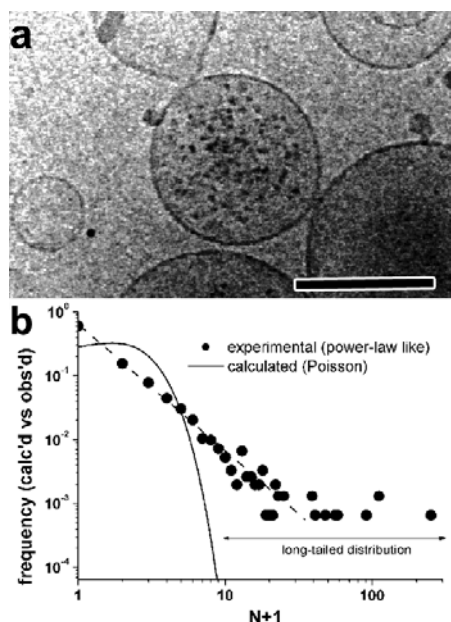 a
b
10⁰
10⁻¹
10⁻²
10⁻³
10⁻⁴
frequency (calc'd vs obs'd)
experimental (power-law like)
calculated (Poisson)
long-tailed distribution
1
10
100
N+1